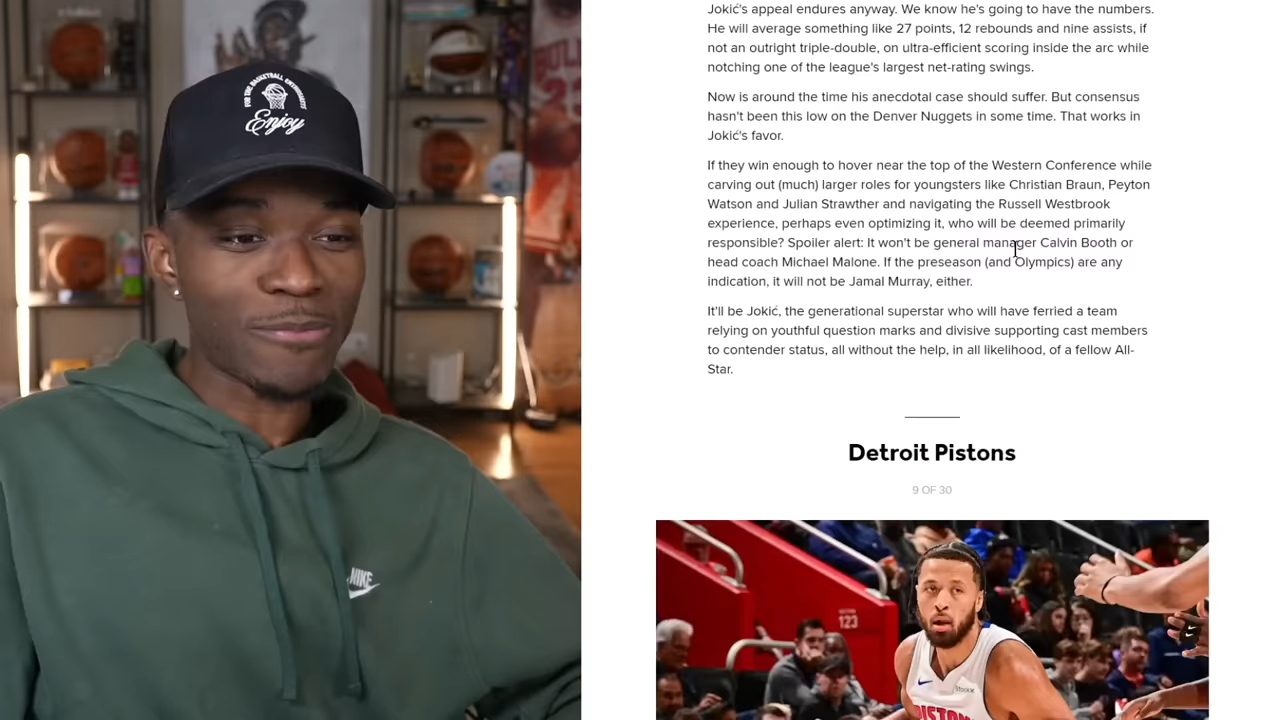 FOR THE BASKETBALL ENTHUSIASTS
Enjoy
NIKE
Jokić's appeal endures anyway. We know he's going to have the numbers.
He will average something like 27 points, 12 rebounds and nine assists, if
not an outright triple-double, on ultra-efficient scoring inside the arc while
notching one of the league's largest net-rating swings.
Now is around the time his anecdotal case should suffer. But consensus
hasn't been this low on the Denver Nuggets in some time. That works in
Jokić's favor.
If they win enough to hover near the top of the Western Conference while
carving out (much) larger roles for youngsters like Christian Braun, Peyton
Watson and Julian Strawther and navigating the Russell Westbrook
experience, perhaps even optimizing it, who will be deemed primarily
responsible? Spoiler alert: It won't be general manager Calvin Booth or
head coach Michael Malone. If the preseason (and Olympics) are any
indication, it will not be Jamal Murray, either.
It'll be Jokić, the generational superstar who will have ferried a team
relying on youthful question marks and divisive supporting cast members
to contender status, all without the help, in all likelihood, of a fellow All-
Star.
Detroit Pistons
9 OF 30
SECTION
123
PISTONS